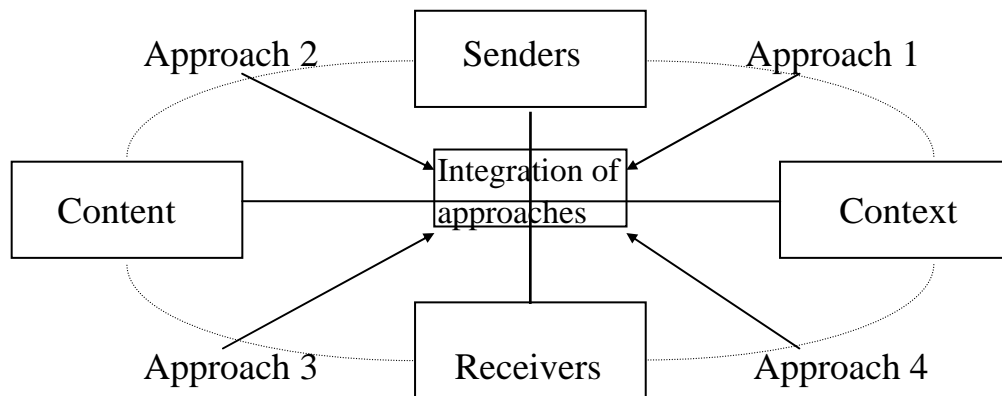 Approach 2
Senders
Approach 1
Integration of
approaches
Content
Context
Approach 3
Receivers
Approach 4